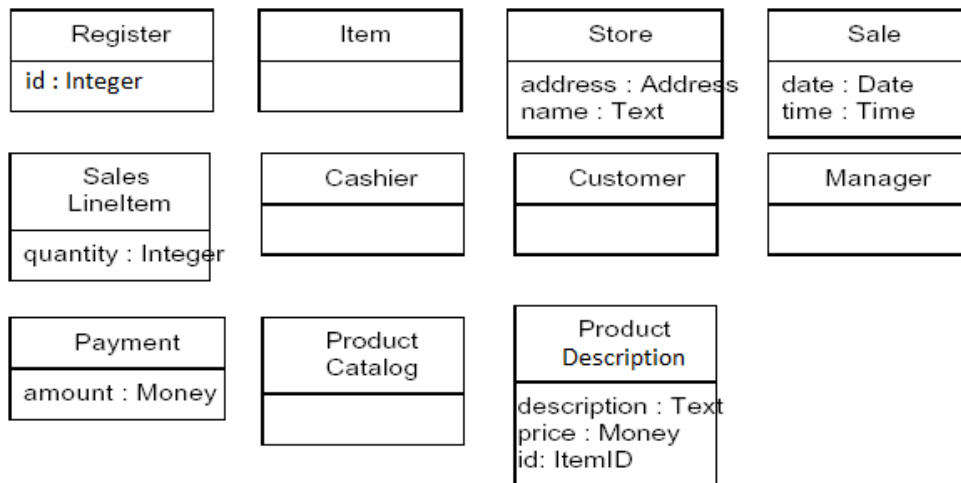 Register
id : Integer
Item
Store
address : Address
name : Text
Sale
date : Date
time : Time
Sales
LineItem
quantity : Integer
Cashier
Customer
Manager
Payment
amount : Money
Product
Catalog
Product
Description
description : Text
price : Money
id: ItemID